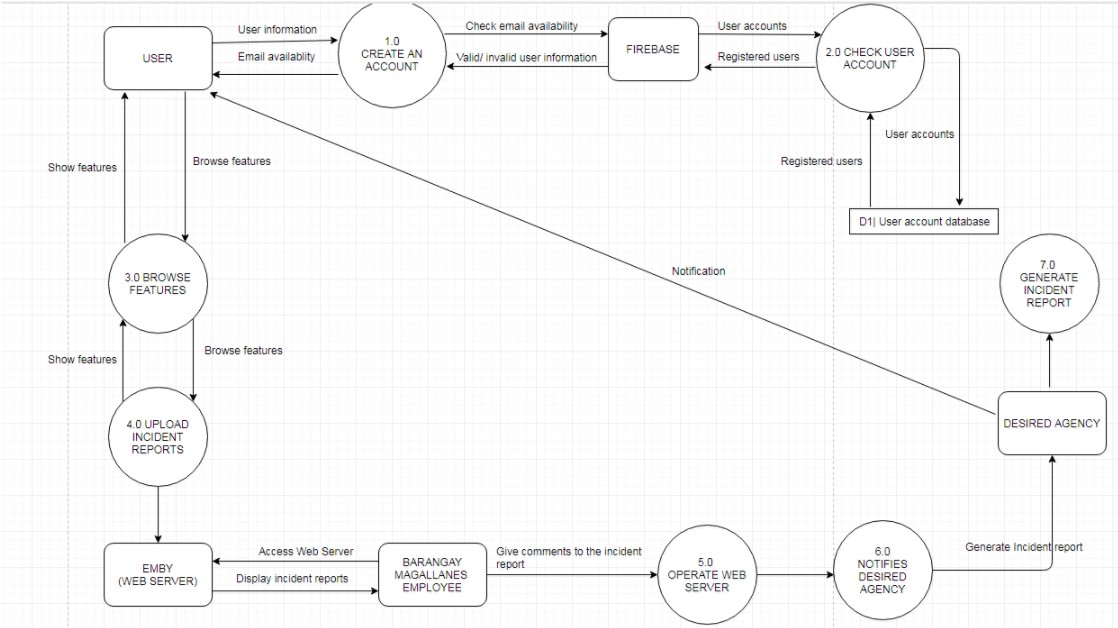 USER
User information
Email availablity
1.0
CREATE AN
ACCOUNT
Check email availability
Valid/ invalid user information
FIREBASE
User accounts
Registered users
2.0 CHECK USER
ACCOUNT
User accounts
Registered users
D1| User account database
Show features
Browse features
3.0 BROWSE
FEATURES
Notification
7.0
GENERATE
INCIDENT
REPORT
Show features
Browse features
4.0 UPLOAD
INCIDENT
REPORTS
DESIRED AGENCY
EMBY
(WEB SERVER)
Access Web Server
Display incident reports
BARANGAY
MAGALLANES
EMPLOYEE
Give comments to the incident
report
5.0
OPERATE WEB
SERVER
6.0
NOTIFIES
DESIRED
AGENCY
Generate Incident report